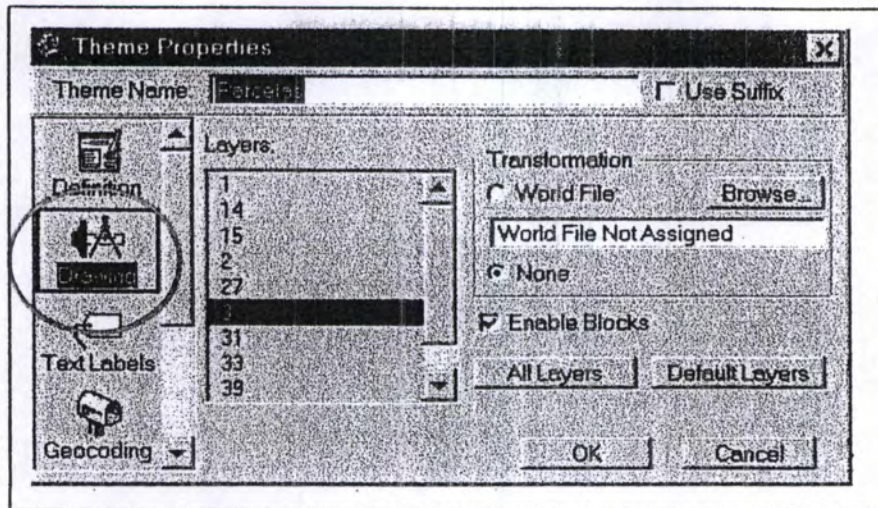 Theme Properties
Theme Name: Parcels Use Suffix
Definition
Drawing
Text Labels
Geocoding
Layers:
1
14
15
2
27
3
31
33
39
Transformation
World File Browse...
World File Not Assigned
None
Enable Blocks
All Layers Default Layers
OK Cancel